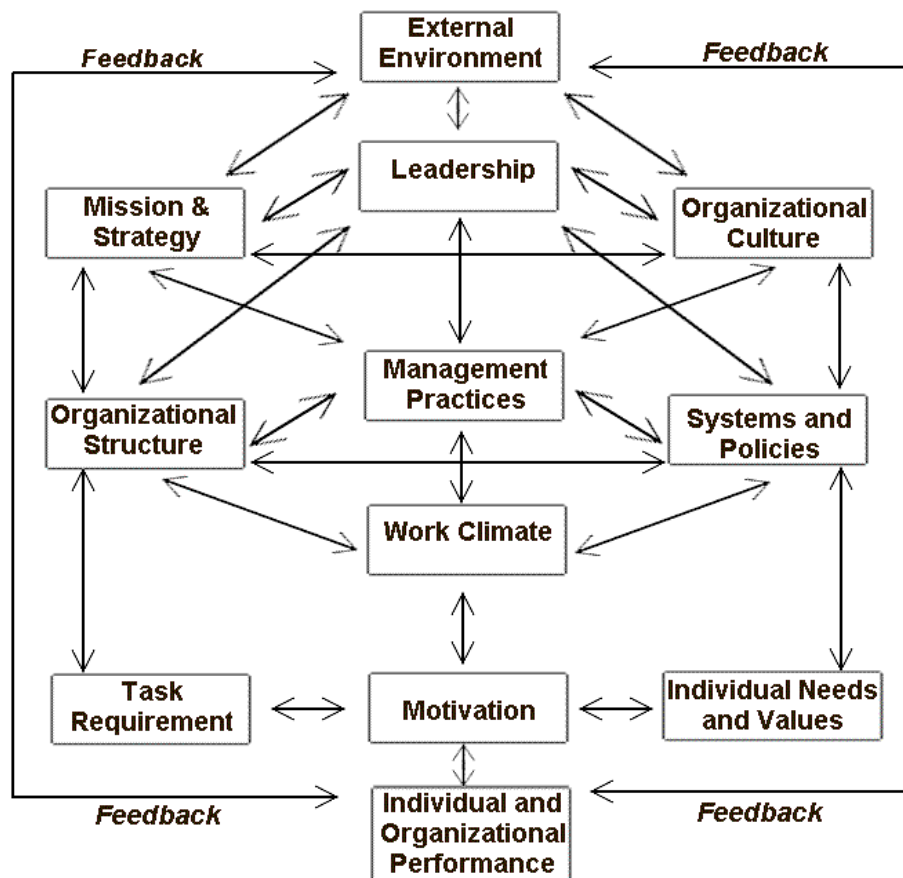 External
Environment
Feedback
Feedback
Leadership
Mission &
Strategy
Organizational
Culture
Management
Practices
Organizational
Structure
Systems and
Policies
Work Climate
Task
Requirement
Motivation
Individual Needs
and Values
Individual and
Organizational
Performance
Feedback
Feedback